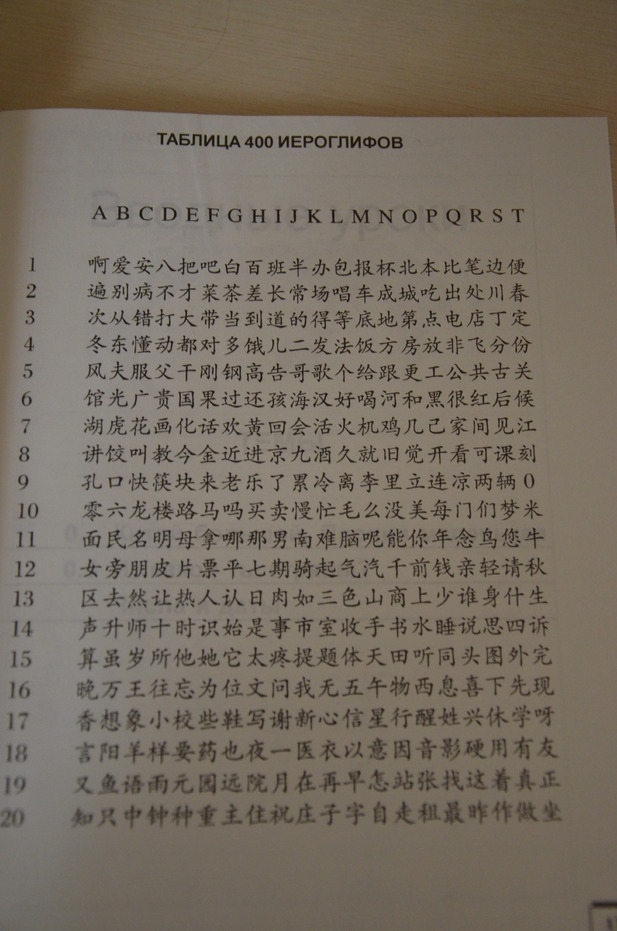 ТАБЛИЦА 400 ИЕРОГЛИФОВ
A B C D E F G H I J K L M N O P Q R S T
1 啊爱安八把吧白百班半办包报杯北本比笔边便
2 遍别病不才菜茶差长常场唱车成城吃出处川春
3 次从错打大带当到道的得等底地第点电店丁定
4 冬东懂动都对多饿儿二发法饭方房放非飞分份
5 风夫服父干刚钢高告哥歌个给跟更工公共古关
6 馆光广贵国果过还孩海汉好喝河和黑很红后候
7 湖虎花画化话欢黄回会活火机鸡几己家间见江
8 讲饺叫教今金近进京九酒久就旧觉开看可课刻
9 孔口快筷块来老乐了累冷离李里立连凉两辆0
10 零六龙楼路马吗买卖慢忙毛么没美每门们梦米
11 面民名明母拿哪那男南难脑呢能你年念鸟您牛
12 女旁朋皮片票平七期骑起气汽千前钱亲轻请秋
13 区去然让热人认日肉如三色山商上少谁身什生
14 声升师十时识始是事市室收手书水睡说思四诉
15 算虽岁所他她它太疼提题体天田听同头图外完
16 晚万王往忘为位文问我无五午物西息喜下先现
17 香想象小校些鞋写谢新心信星行醒姓兴休学呀
18 言阳羊样要药也夜一医衣以意因音影硬用有友
19 又鱼语雨元园远院月在再早怎站张找这着真正
20 知只中钟种重主住祝庄子字自走租最昨作做坐